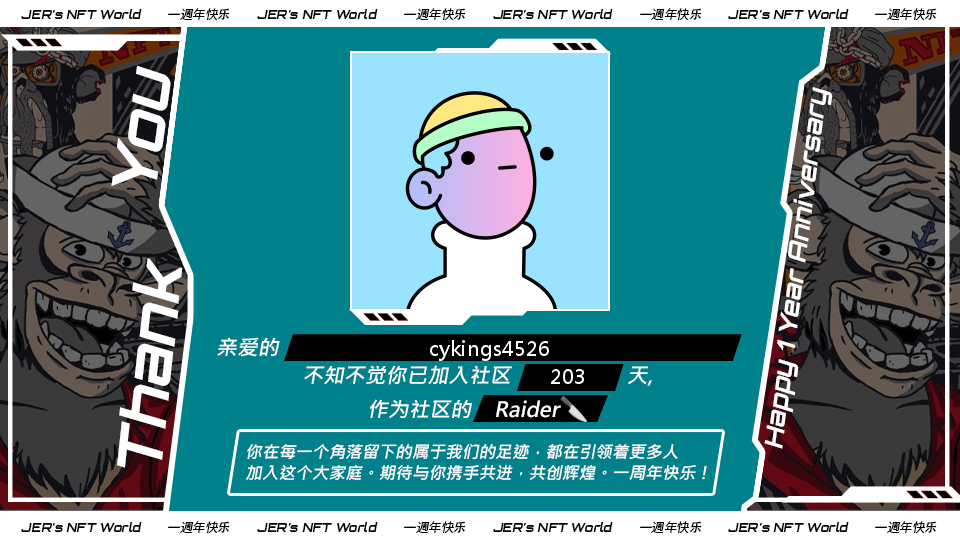 JER's NFT World 一週年快乐 JER's NFT World 一週年快乐 JER's NFT World 一週年快乐 JER's NFT World 一週年快乐
Thank You
亲爱的 cykings4526
不知不觉你已加入社区 203 天,
作为社区的 Raider🔪
你在每一个角落留下的属于我们的足迹，都在引领着更多人
加入这个大家庭。期待与你携手共进，共创辉煌。一周年快乐！
Happy 1 Year Anniversary
JER's NFT World 一週年快乐 JER's NFT World 一週年快乐 JER's NFT World 一週年快乐 JER's NFT World 一週年快乐